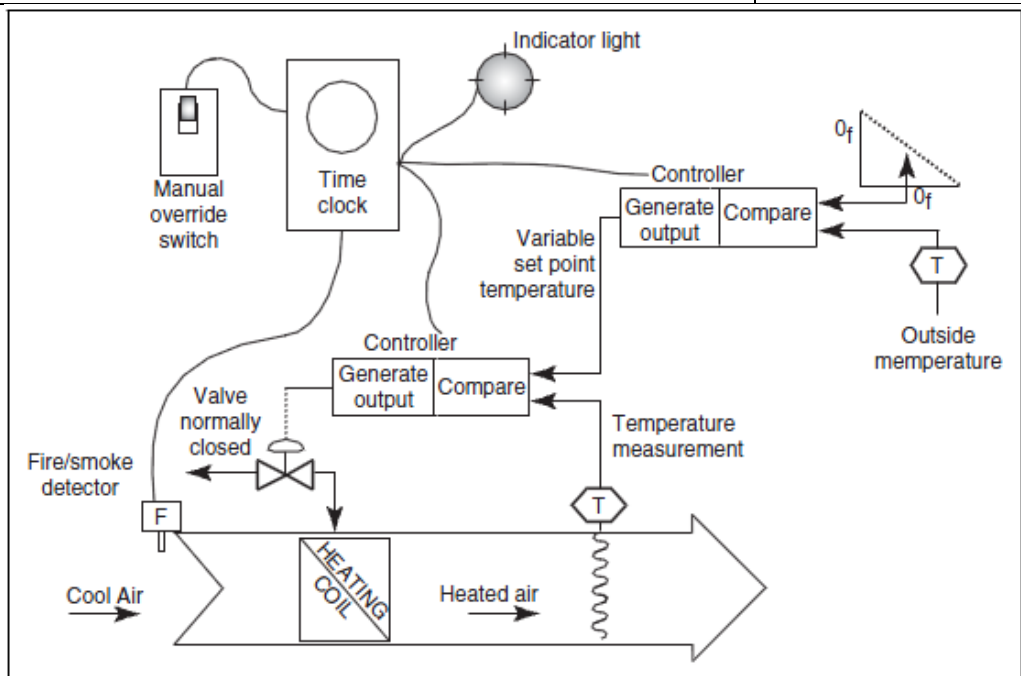 Indicator light
Manual
override
switch
Time
clock
Controller
Generate
output
Compare
0f
0f
T
Outside
memperature
Variable
set point
temperature
Controller
Generate
output
Compare
Valve
normally
closed
Temperature
measurement
T
Fire/smoke
detector
F
Cool Air
HEATING
COIL
Heated air